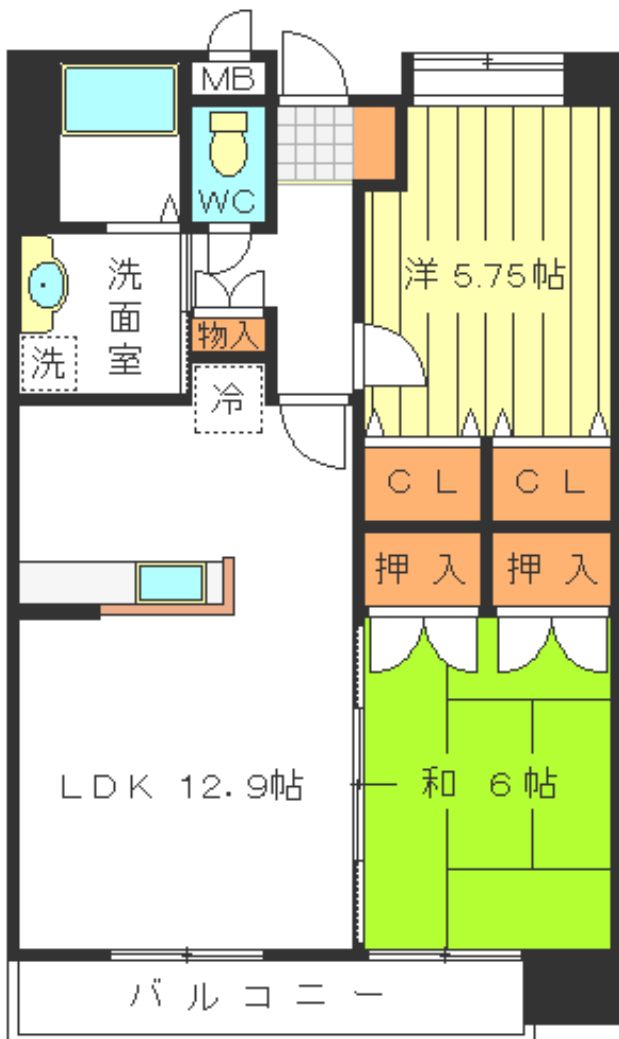 MB
WC
洋 5.75帖
洗面室
洗
物入
冷
CL
CL
押入
押入
LDK 12.9帖
和 6帖
バルコニー